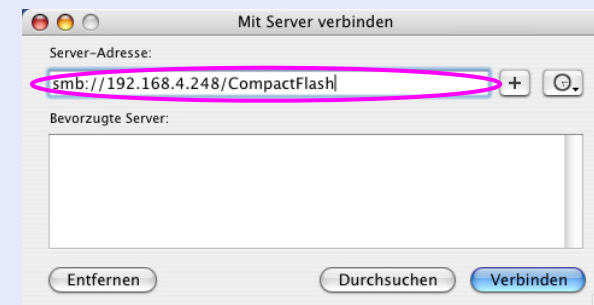 Mit Server verbinden
Server-Adresse:
smb://192.168.4.248/CompactFlash
+
Bevorzugte Server:
Entfernen Durchsuchen Verbinden